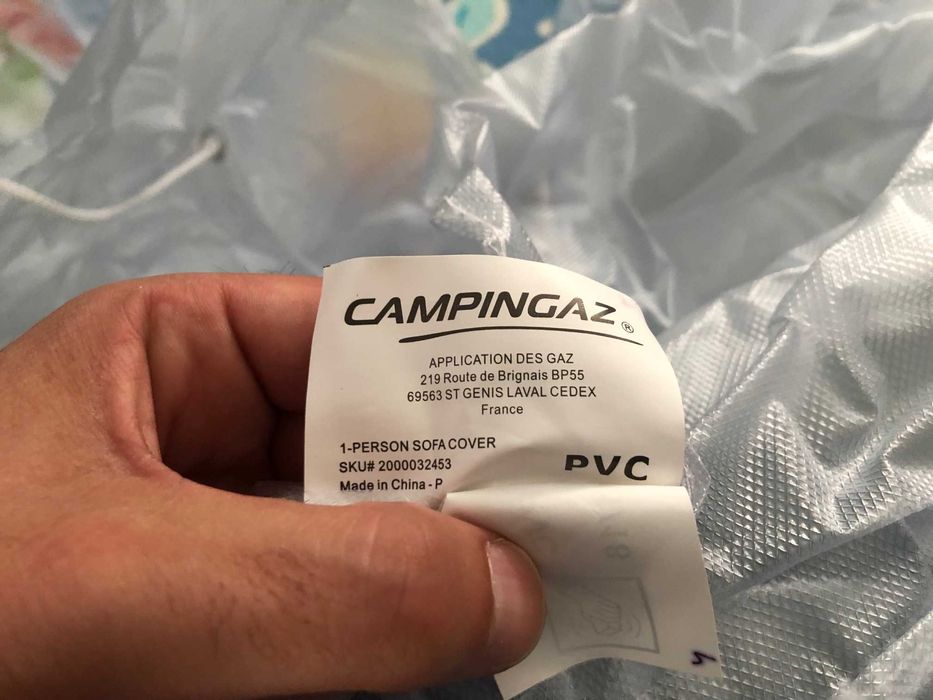 CAMPINGAZ ®
APPLICATION DES GAZ
219 Route de Brignais BP55
69563 ST GENIS LAVAL CEDEX
France
1-PERSON SOFA COVER
SKU# 2000032453
PVC
Made in China - P